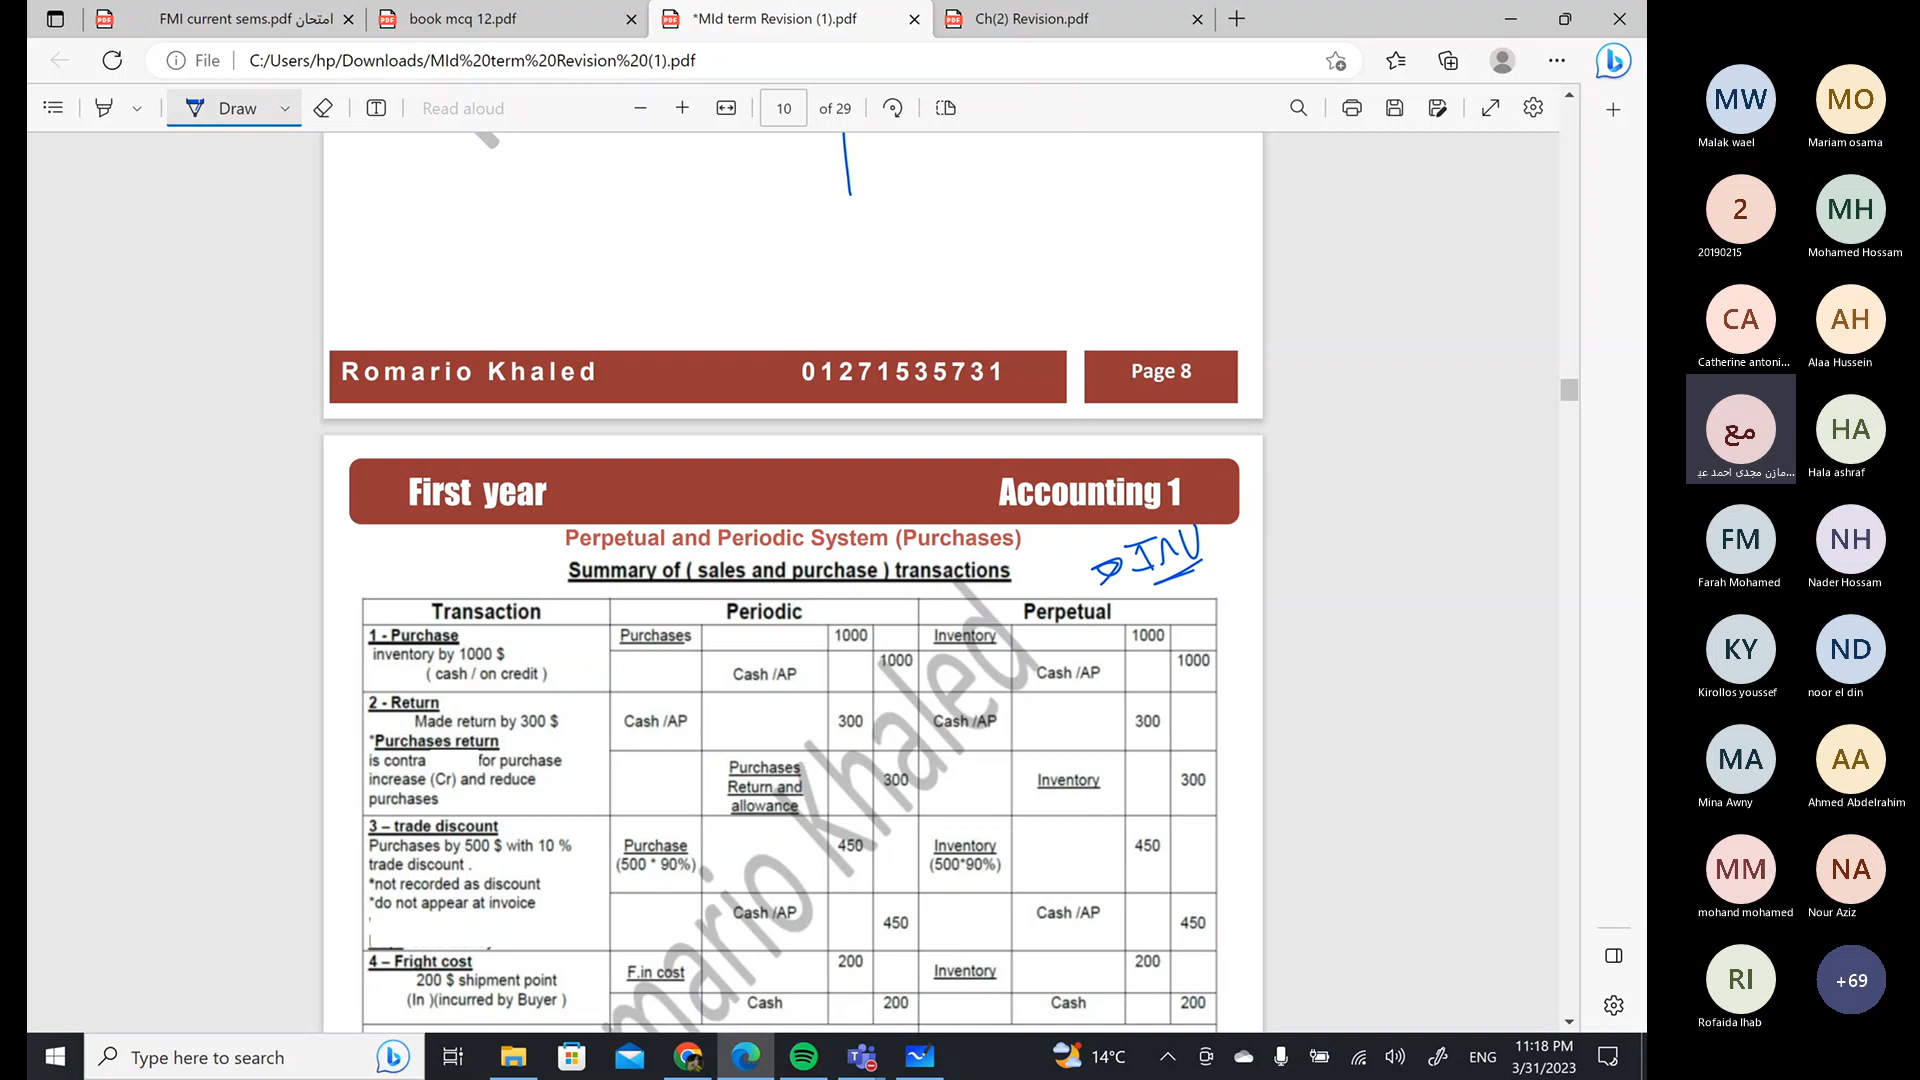 FMI current sems.pdf امتحان
book mcq 12.pdf
*MId term Revision (1).pdf
Ch(2) Revision.pdf
File
C:/Users/hp/Downloads/MId%20term%20Revision%20(1).pdf
Draw
Read aloud
10 of 29
Romario Khaled 01271535731 Page 8
First year Accounting 1
Perpetual and Periodic System (Purchases)
INV
Summary of ( sales and purchase ) transactions
Transaction Periodic Perpetual
1 - Purchase
inventory by 1000 $
( cash / on credit )
Purchases 1000
Cash /AP 1000
Inventory 1000
Cash /AP 1000
2 - Return
Made return by 300 $
*Purchases return
is contra for purchase
increase (Cr) and reduce
purchases
Cash /AP 300
Purchases
Return and
allowance
300
Cash /AP 300
Inventory 300
3 – trade discount
Purchases by 500 $ with 10 %
trade discount .
*not recorded as discount
*do not appear at invoice
Purchase
(500 * 90%)
450
Cash /AP 450
Inventory
(500*90%)
450
Cash /AP 450
4 – Fright cost
200 $ shipment point
(In )(incurred by Buyer )
F.in cost 200
Cash 200
Inventory 200
Cash 200
mario Khaled
MW
Malak wael
MO
Mariam osama
2
20190215
MH
Mohamed Hossam
CA
Catherine antoni...
AH
Alaa Hussein
مع
مازن مجدى احمد عبد...
HA
Hala ashraf
FM
Farah Mohamed
NH
Nader Hossam
KY
Kirollos youssef
ND
noor el din
MA
Mina Awny
AA
Ahmed Abdelrahim
MM
mohand mohamed
NA
Nour Aziz
RI
Rofaida Ihab
+69
Type here to search
14°C
ENG
11:18 PM
3/31/2023